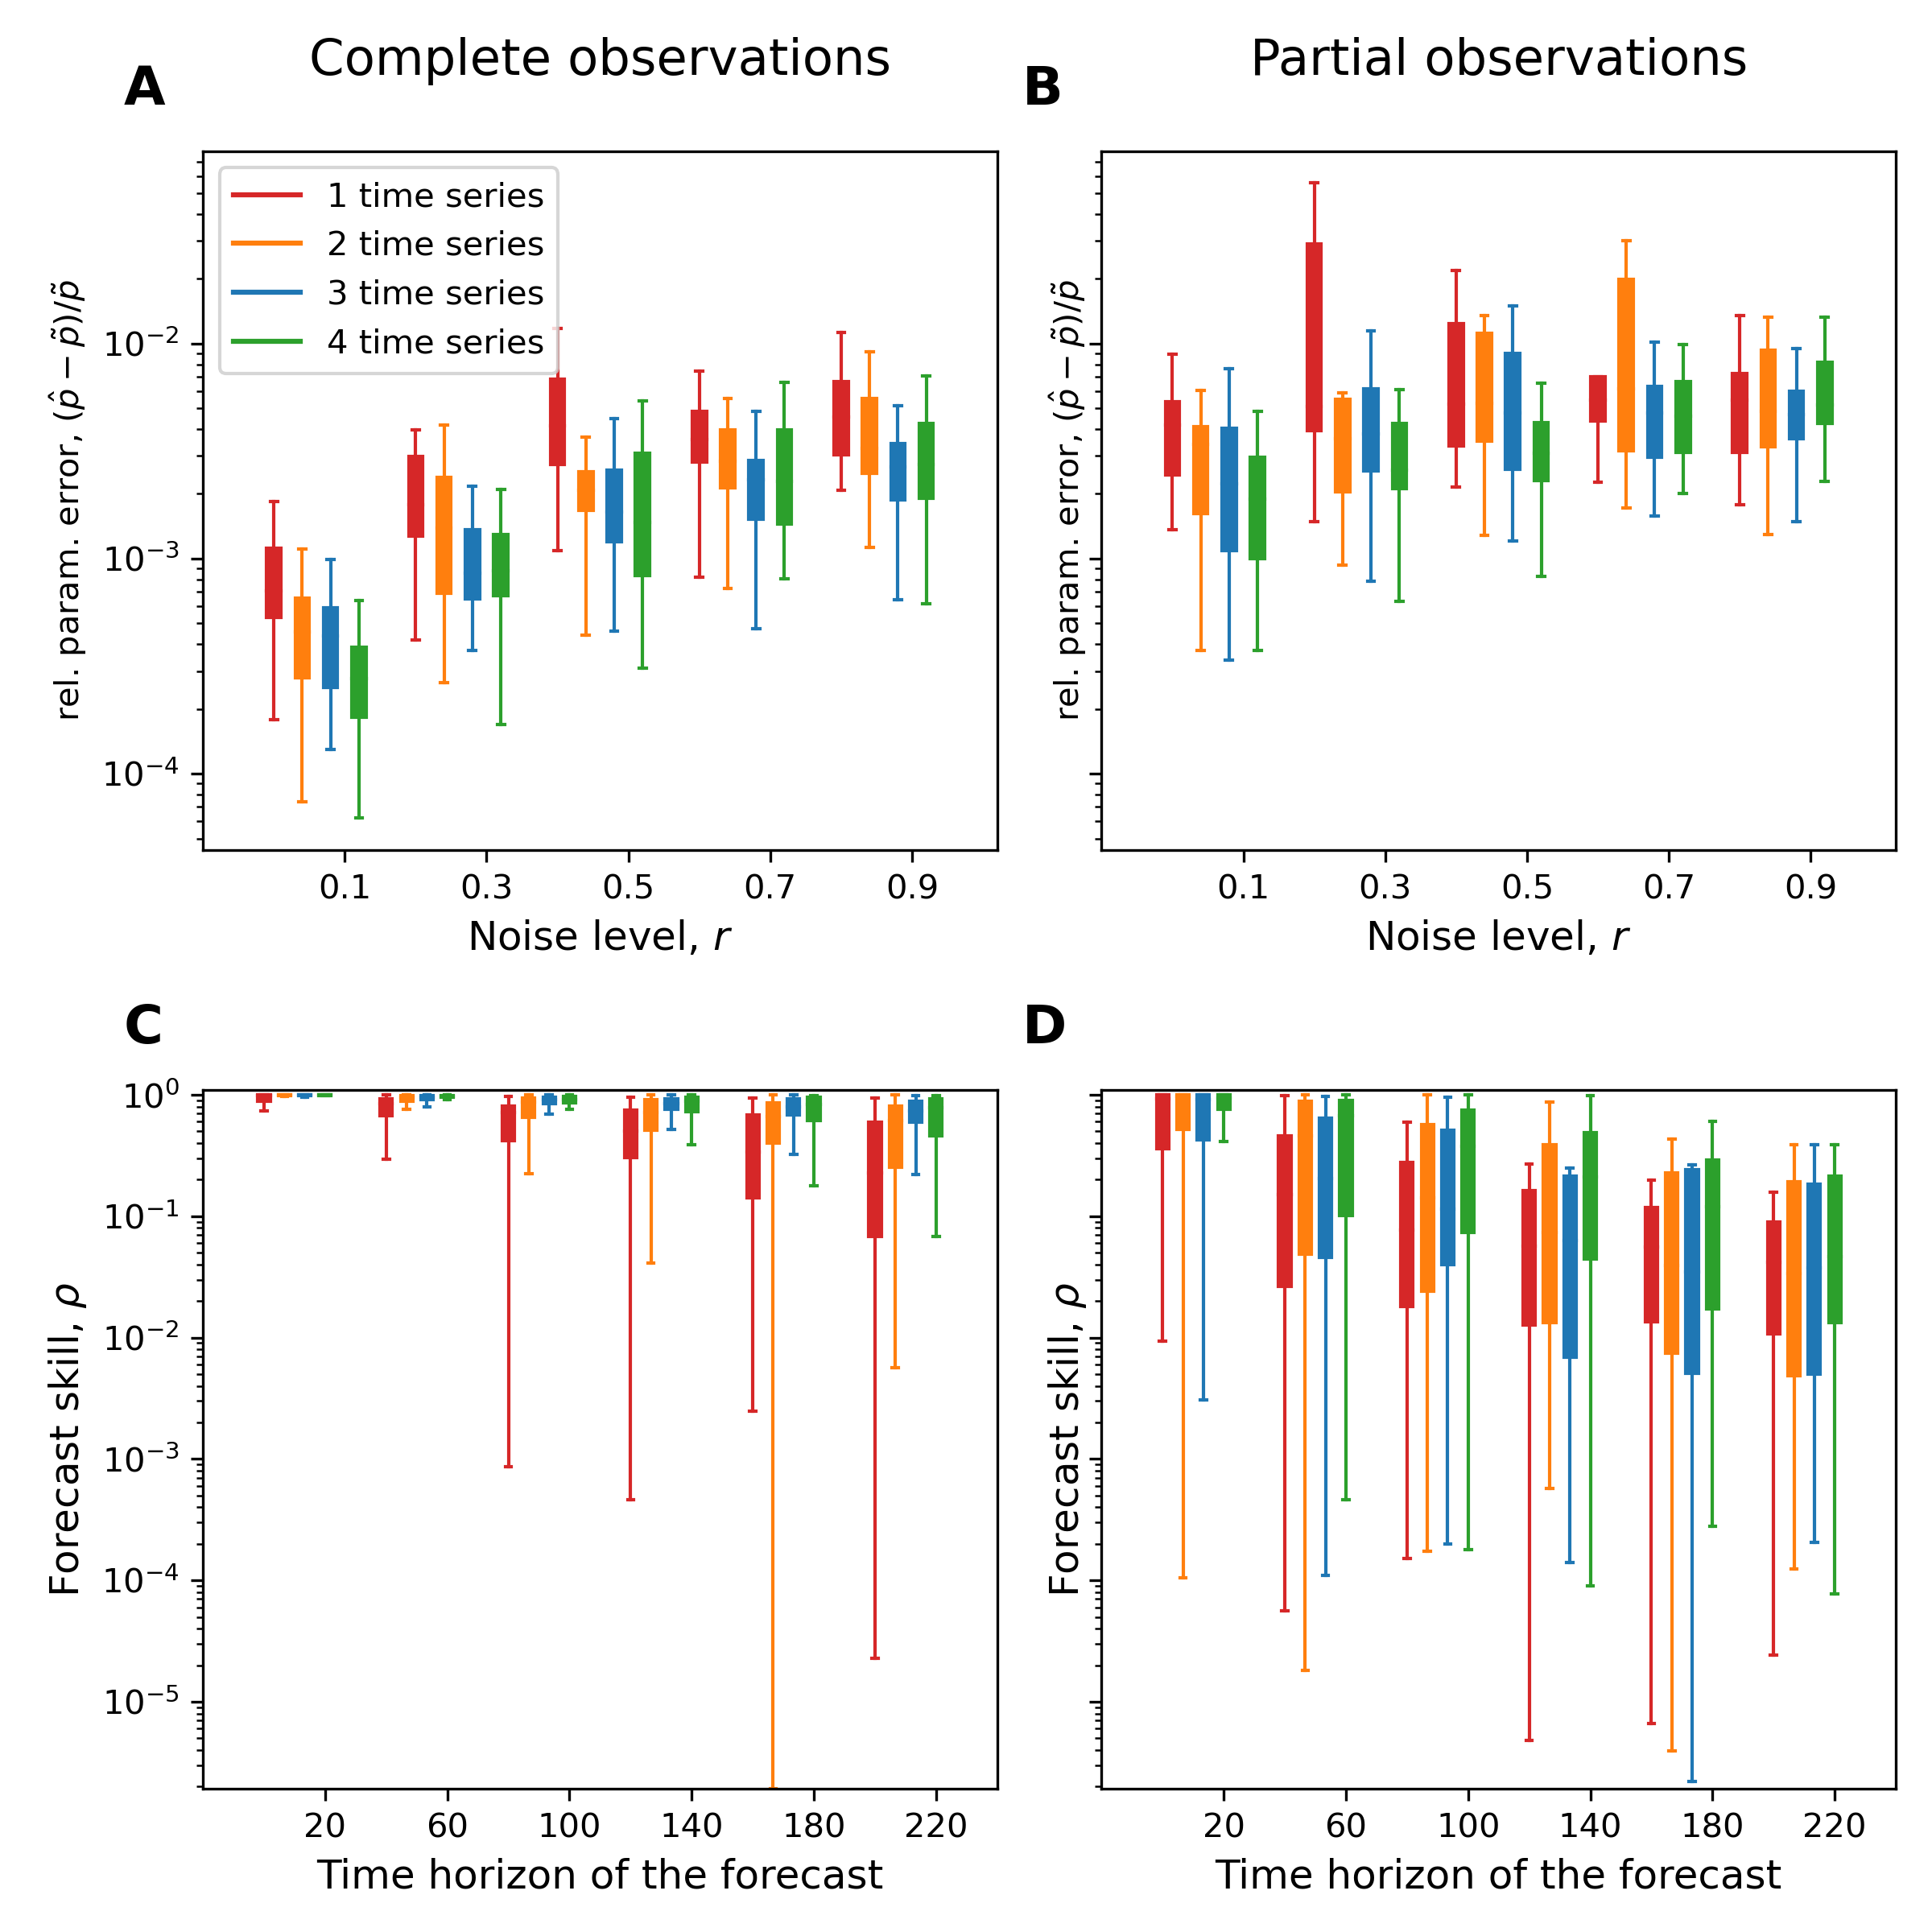 Complete observations
Partial observations
A
B
1 time series
2 time series
3 time series
4 time series
rel. param. error, (p̂ − p̃)/p̃
10⁻²
10⁻³
10⁻⁴
0.1 0.3 0.5 0.7 0.9
Noise level, r
rel. param. error, (p̂ − p̃)/p̃
0.1 0.3 0.5 0.7 0.9
Noise level, r
C
D
Forecast skill, ρ
10⁰
10⁻¹
10⁻²
10⁻³
10⁻⁴
10⁻⁵
20 60 100 140 180 220
Time horizon of the forecast
Forecast skill, ρ
20 60 100 140 180 220
Time horizon of the forecast